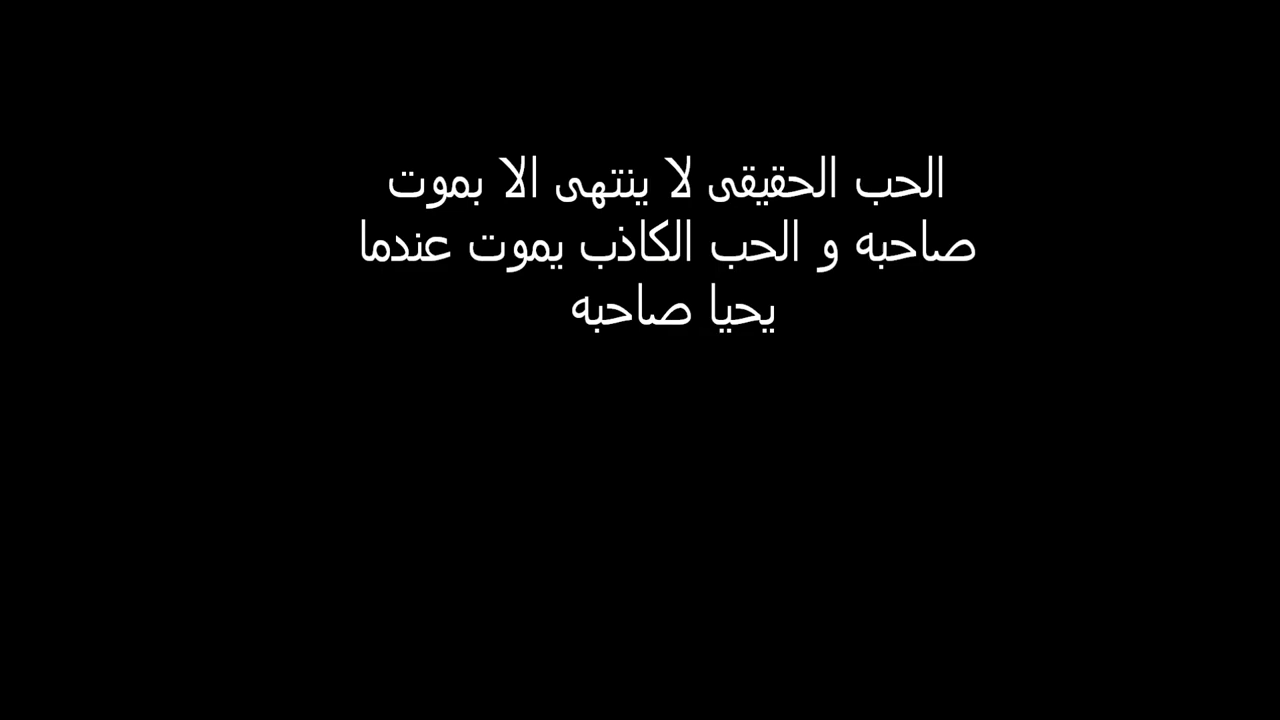 الحب الحقيقى لا ينتهى الا بموت
صاحبه و الحب الكاذب يموت عندما
يحيا صاحبه